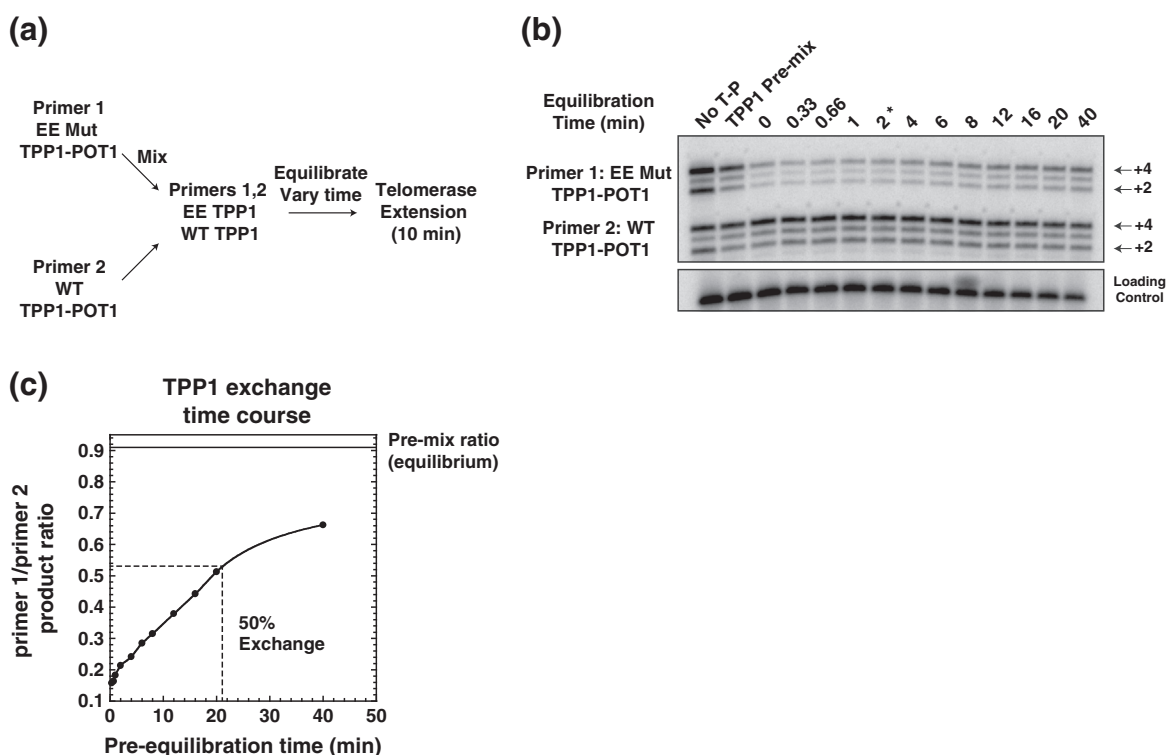 (a)
Primer 1
EE Mut
TPP1-POT1
Mix
Primer 2
WT
TPP1-POT1
Primers 1,2
EE TPP1
WT TPP1
Equilibrate
Vary time
Telomerase
Extension
(10 min)
(b)
Equilibration
Time (min)
No T-P
TPP1 Pre-mix
0
0.33
0.66
1
2*
4
6
8
12
16
20
40
Primer 1: EE Mut
TPP1-POT1
Primer 2: WT
TPP1-POT1
←+4
←+2
←+4
←+2
Loading
Control
(c)
TPP1 exchange
time course
primer 1/primer 2
product ratio
0.9
0.8
0.7
0.6
0.5
0.4
0.3
0.2
0.1
Pre-mix ratio
(equilibrium)
50%
Exchange
0 10 20 30 40 50
Pre-equilibration time (min)